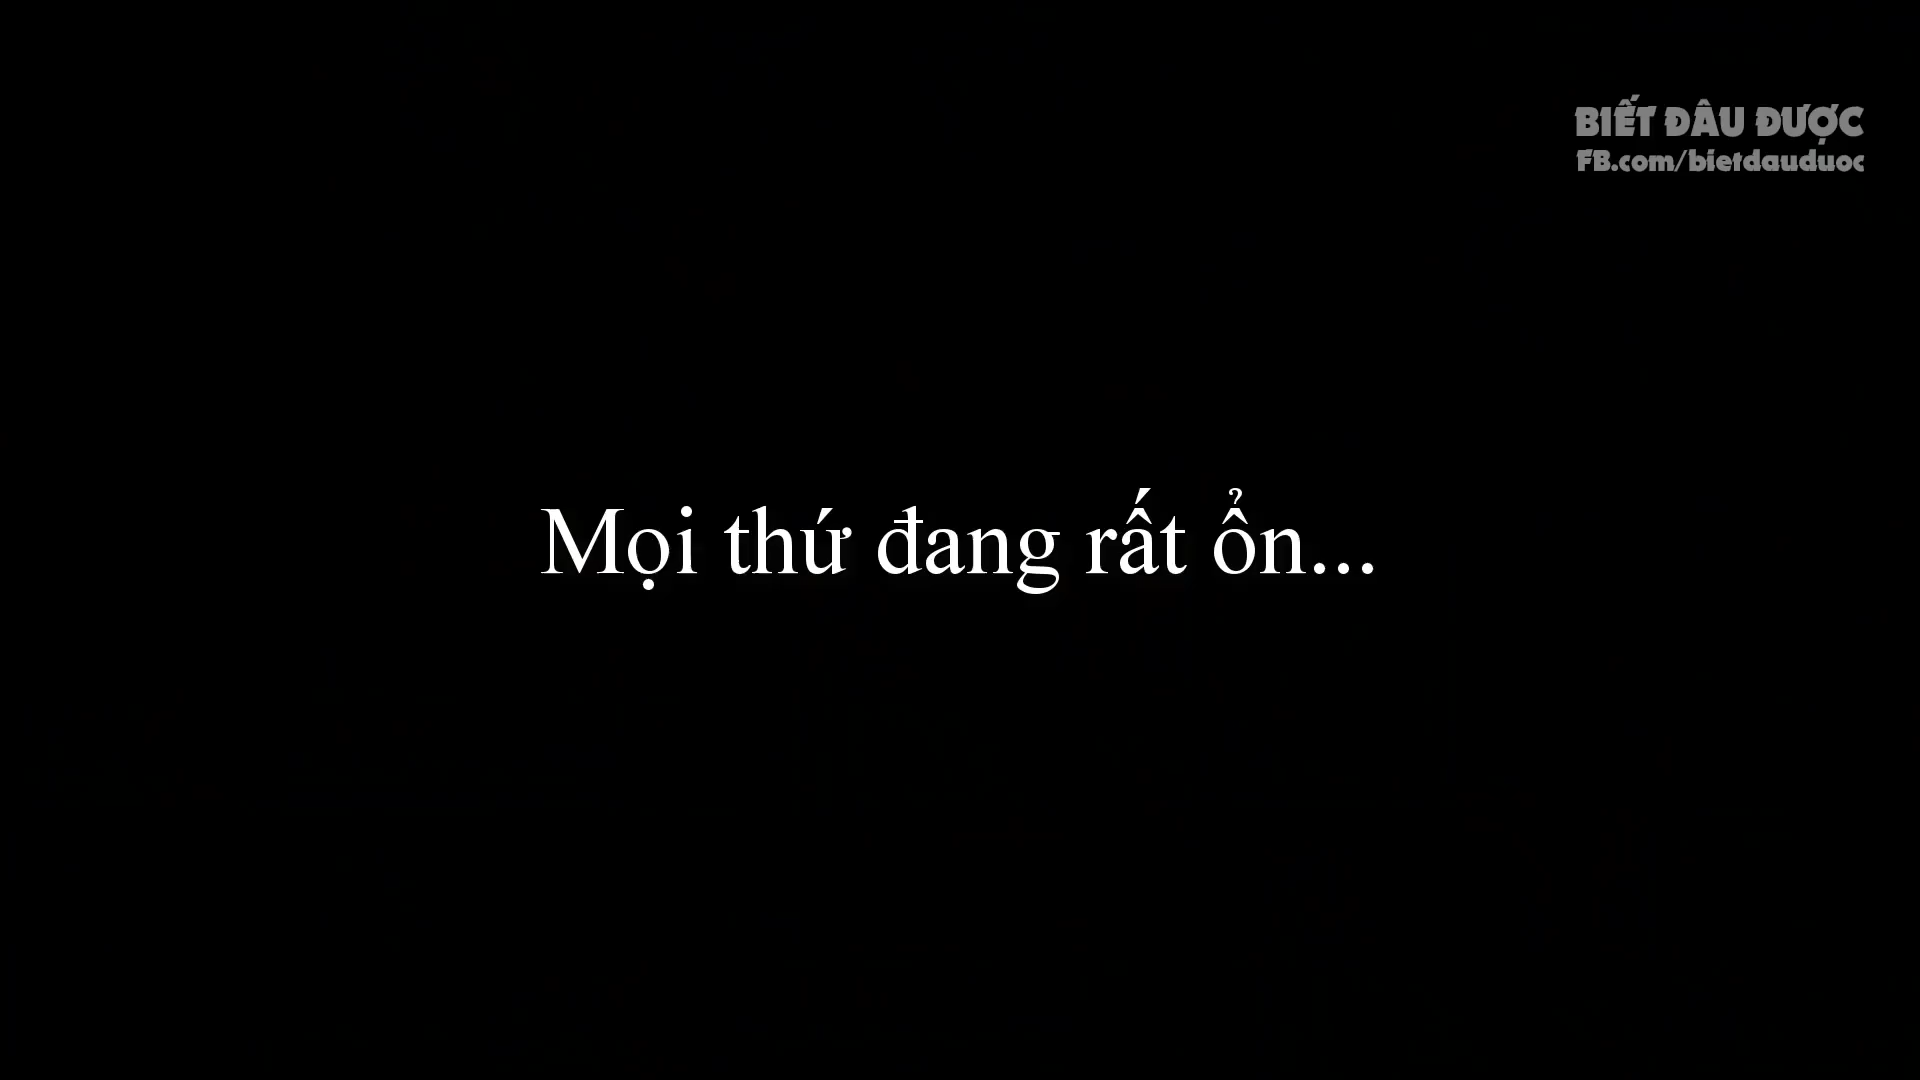 BIẾT ĐÂU ĐƯỢC
FB.com/bietdauduoc
Mọi thứ đang rất ổn...